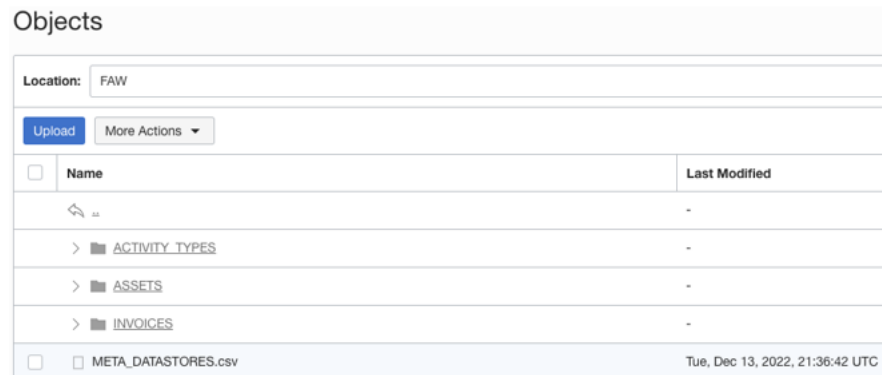 Objects
Location: FAW
Upload More Actions
Name Last Modified
.. -
ACTIVITY_TYPES -
ASSETS -
INVOICES -
META_DATASTORES.csv Tue, Dec 13, 2022, 21:36:42 UTC